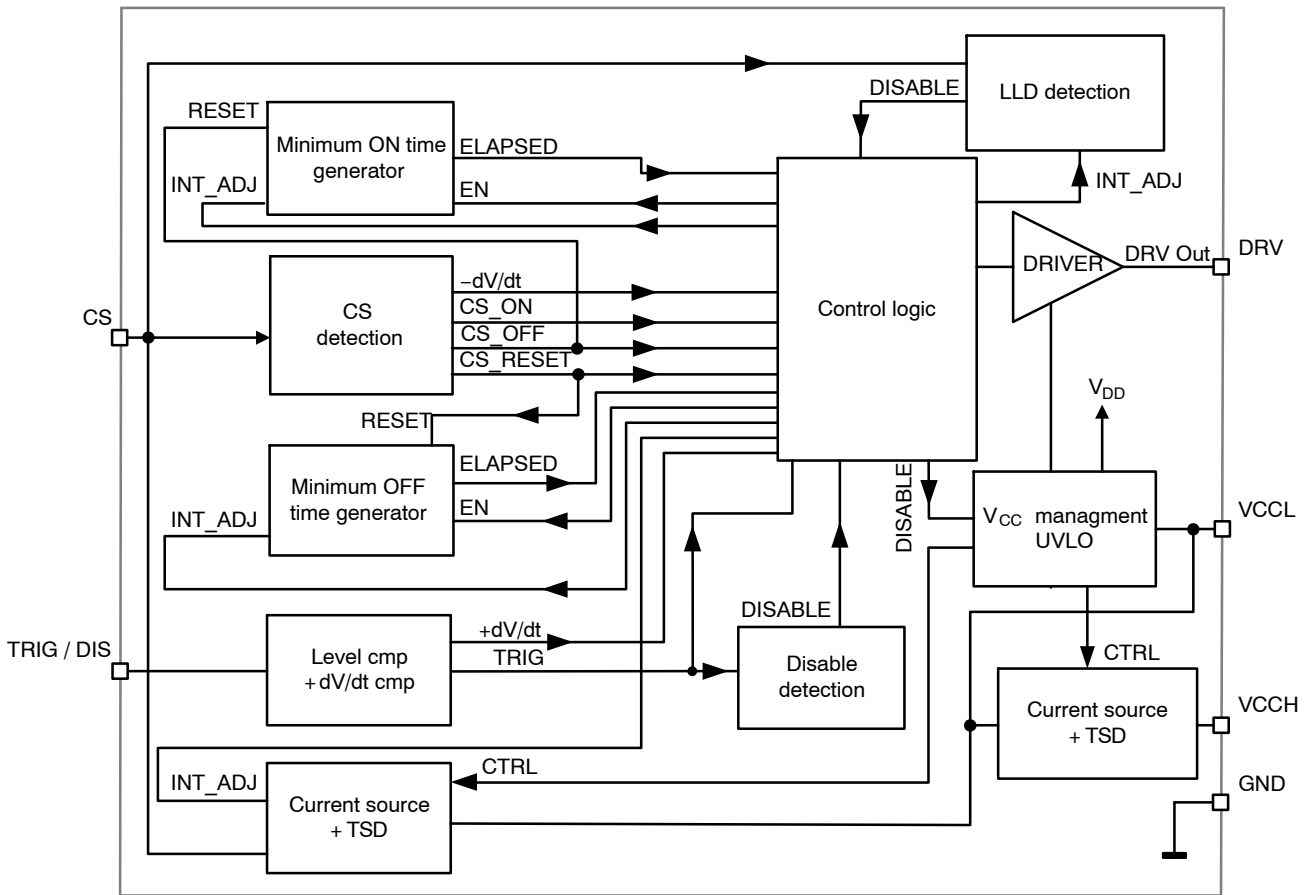 LLD detection
DISABLE
RESET
Minimum ON time
generator
ELAPSED
INT_ADJ
EN
INT_ADJ
DRIVER
DRV Out
DRV
Control logic
CS
CS
detection
−dV/dt
CS_ON
CS_OFF
CS_RESET
VDD
RESET
Minimum OFF
time generator
ELAPSED
EN
INT_ADJ
DISABLE
VCC managment
UVLO
VCCL
TRIG / DIS
Level cmp
+dV/dt cmp
+dV/dt
TRIG
DISABLE
Disable
detection
CTRL
Current source
+ TSD
VCCH
INT_ADJ
Current source
+ TSD
CTRL
GND